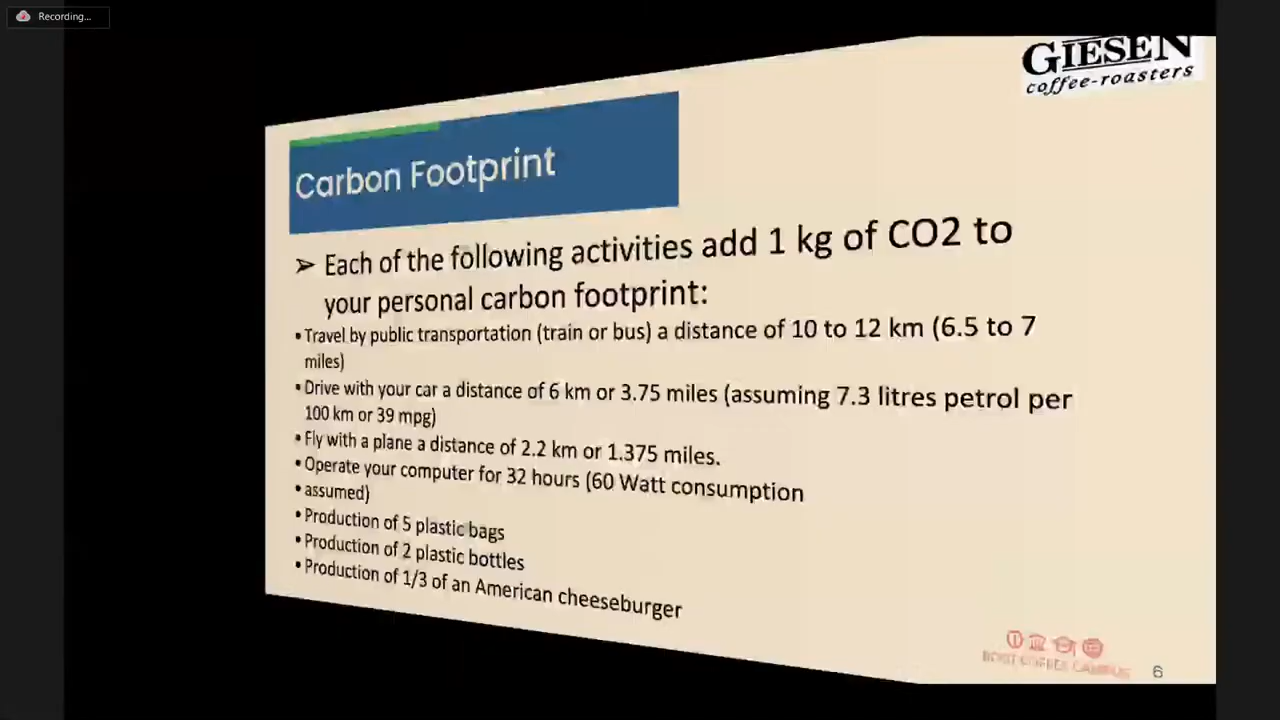 Recording...
GIESEN
coffee-roasters
Carbon Footprint
➢ Each of the following activities add 1 kg of CO2 to
your personal carbon footprint:
• Travel by public transportation (train or bus) a distance of 10 to 12 km (6.5 to 7
miles)
• Drive with your car a distance of 6 km or 3.75 miles (assuming 7.3 litres petrol per
100 km or 39 mpg)
• Fly with a plane a distance of 2.2 km or 1.375 miles.
• Operate your computer for 32 hours (60 Watt consumption
• assumed)
• Production of 5 plastic bags
• Production of 2 plastic bottles
• Production of 1/3 of an American cheeseburger
COFFEE CAMPUS
6